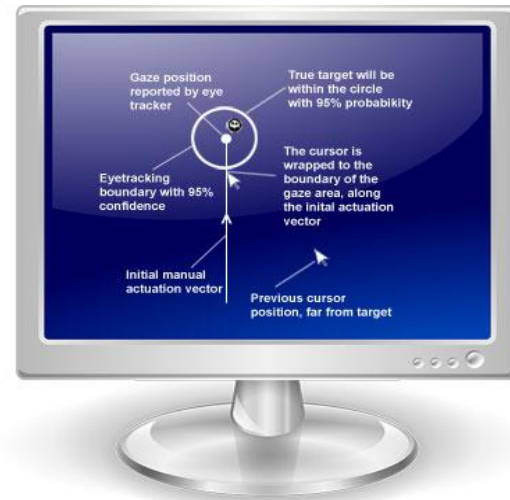 Gaze position
reported by eye
tracker
True target will be
within the circle
with 95% probabikity
Eyetracking
boundary with 95%
confidence
The cursor is
wrapped to the
boundary of the
gaze area, along
the inital actuation
vector
Initial manual
actuation vector
Previous cursor
position, far from target